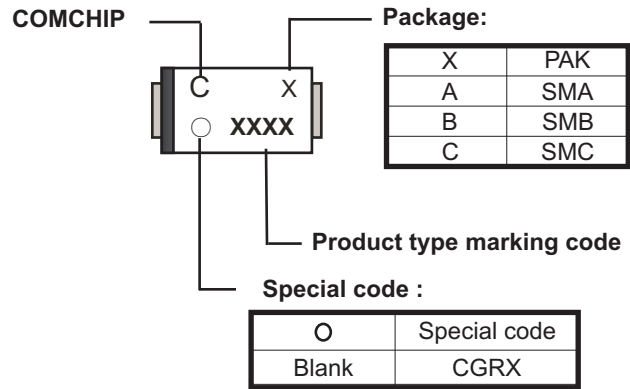 COMCHIP
Package:
X PAK
A SMA
B SMB
C SMC
C X
○ XXXX
Product type marking code
Special code :
O Special code
Blank CGRX